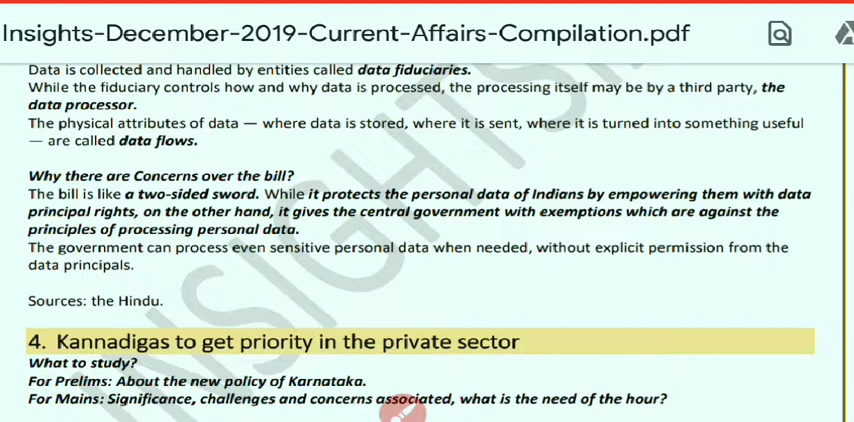 Insights-December-2019-Current-Affairs-Compilation.pdf
Data is collected and handled by entities called data fiduciaries.
While the fiduciary controls how and why data is processed, the processing itself may be by a third party, the
data processor.
The physical attributes of data — where data is stored, where it is sent, where it is turned into something useful
— are called data flows.
Why there are Concerns over the bill?
The bill is like a two-sided sword. While it protects the personal data of Indians by empowering them with data
principal rights, on the other hand, it gives the central government with exemptions which are against the
principles of processing personal data.
The government can process even sensitive personal data when needed, without explicit permission from the
data principals.
Sources: the Hindu.
4. Kannadigas to get priority in the private sector
What to study?
For Prelims: About the new policy of Karnataka.
For Mains: Significance, challenges and concerns associated, what is the need of the hour?
INSIGHTS